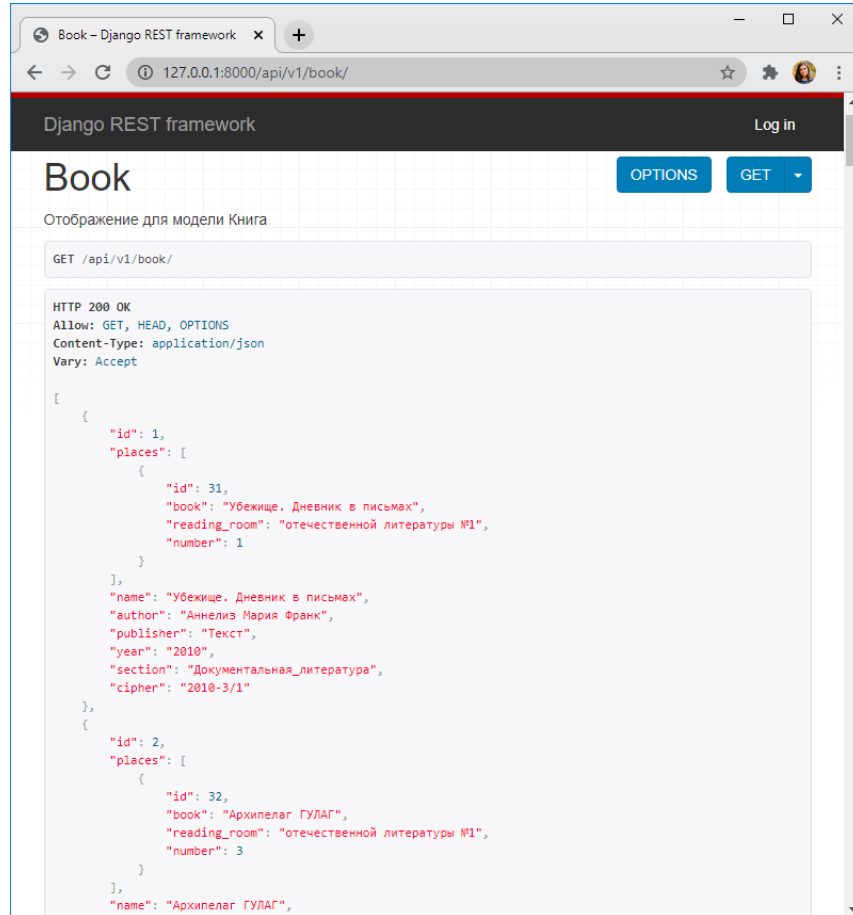 Book – Django REST framework
127.0.0.1:8000/api/v1/book/
Django REST framework
Log in
Book
OPTIONS
GET
Отображение для модели Книга
GET /api/v1/book/
HTTP 200 OK
Allow: GET, HEAD, OPTIONS
Content-Type: application/json
Vary: Accept
[
{
"id": 1,
"places": [
{
"id": 31,
"book": "Убежище. Дневник в письмах",
"reading_room": "отечественной литературы №1",
"number": 1
}
],
"name": "Убежище. Дневник в письмах",
"author": "Аннелиз Мария Франк",
"publisher": "Текст",
"year": "2010",
"section": "Документальная_литература",
"cipher": "2010-3/1"
},
{
"id": 2,
"places": [
{
"id": 32,
"book": "Архипелаг ГУЛАГ",
"reading_room": "отечественной литературы №1",
"number": 3
}
],
"name": "Архипелаг ГУЛАГ",